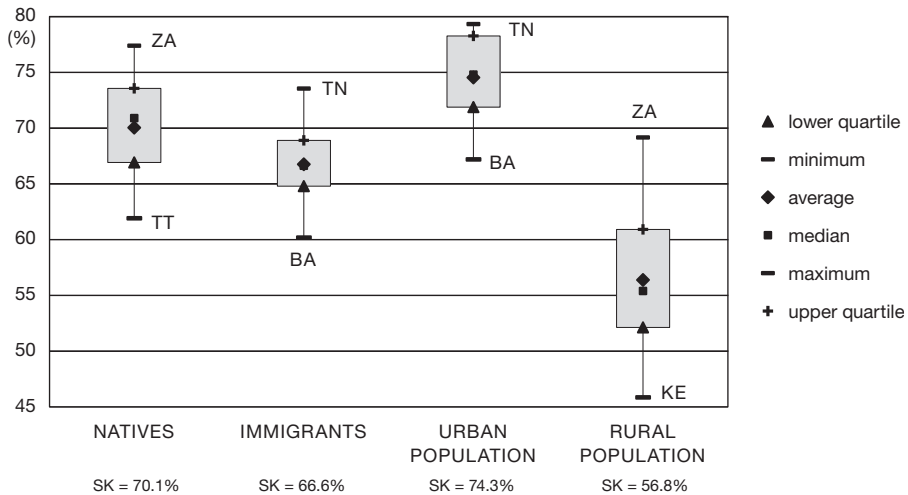 80
(%)
75
70
65
60
55
50
45
ZA
TT
TN
BA
TN
BA
ZA
KE
lower quartile
minimum
average
median
maximum
upper quartile
NATIVES
IMMIGRANTS
URBAN
POPULATION
RURAL
POPULATION
SK = 70.1%
SK = 66.6%
SK = 74.3%
SK = 56.8%